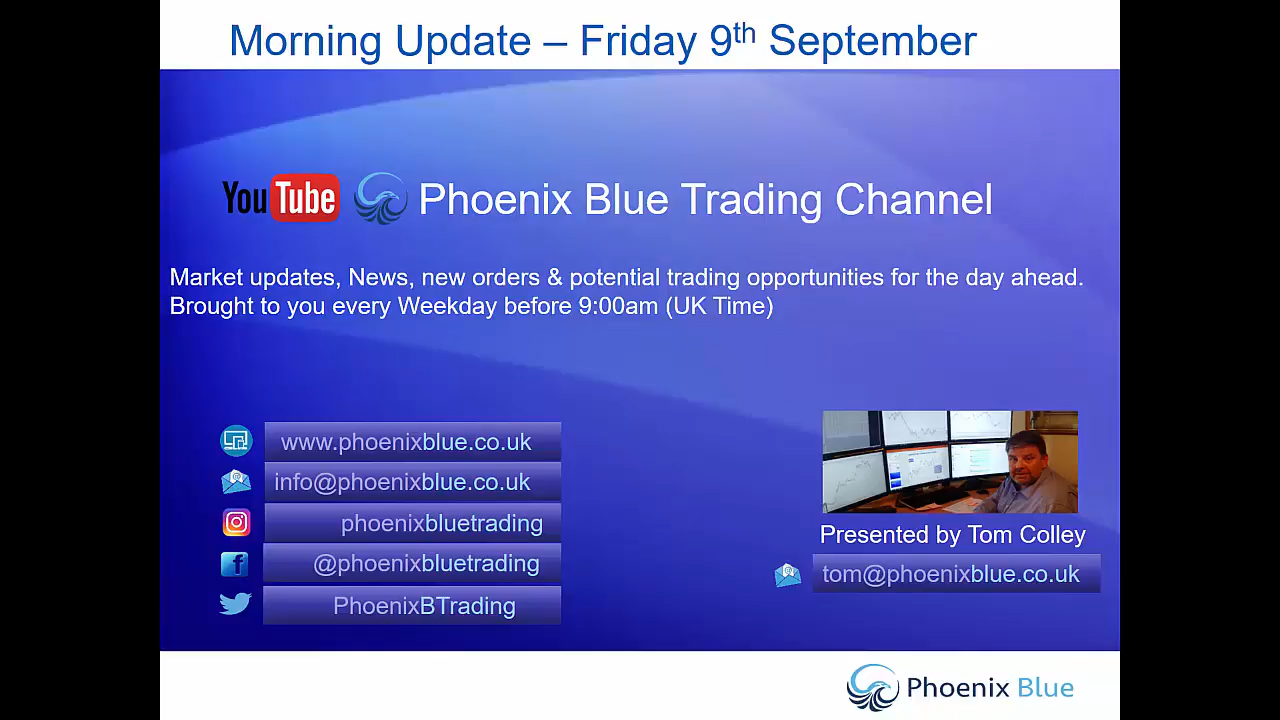 Morning Update – Friday 9th September
YouTube Phoenix Blue Trading Channel
Market updates, News, new orders & potential trading opportunities for the day ahead.
Brought to you every Weekday before 9:00am (UK Time)
www.phoenixblue.co.uk
info@phoenixblue.co.uk
phoenixbluetrading
@phoenixbluetrading
PhoenixBTrading
Presented by Tom Colley
tom@phoenixblue.co.uk
Phoenix Blue